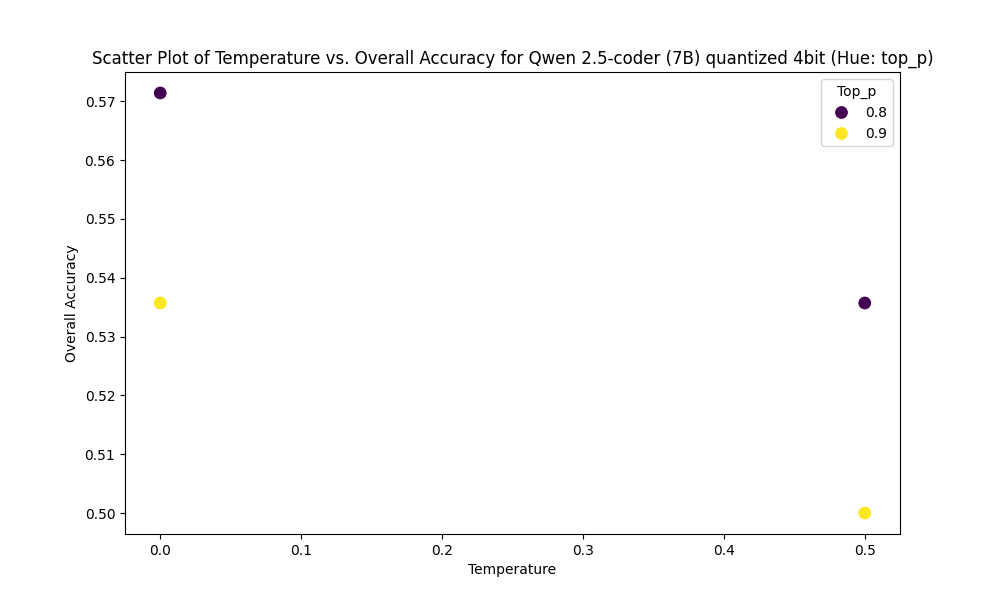 Scatter Plot of Temperature vs. Overall Accuracy for Qwen 2.5-coder (7B) quantized 4bit (Hue: top_p)
Top_p
0.8
0.9
Overall Accuracy
0.57
0.56
0.55
0.54
0.53
0.52
0.51
0.50
0.0 0.1 0.2 0.3 0.4 0.5
Temperature